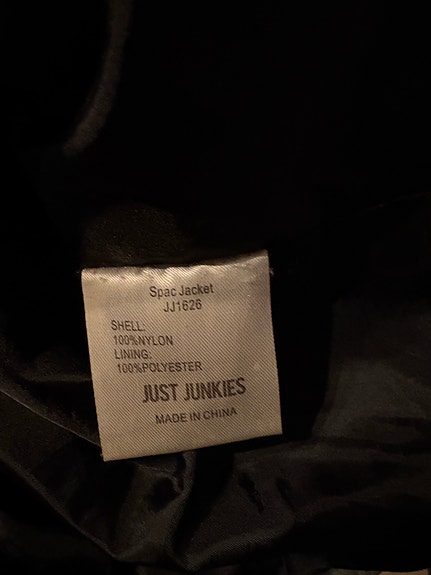 Spac Jacket
JJ1626
SHELL:
100%NYLON
LINING:
100%POLYESTER
JUST JUNKIES
MADE IN CHINA